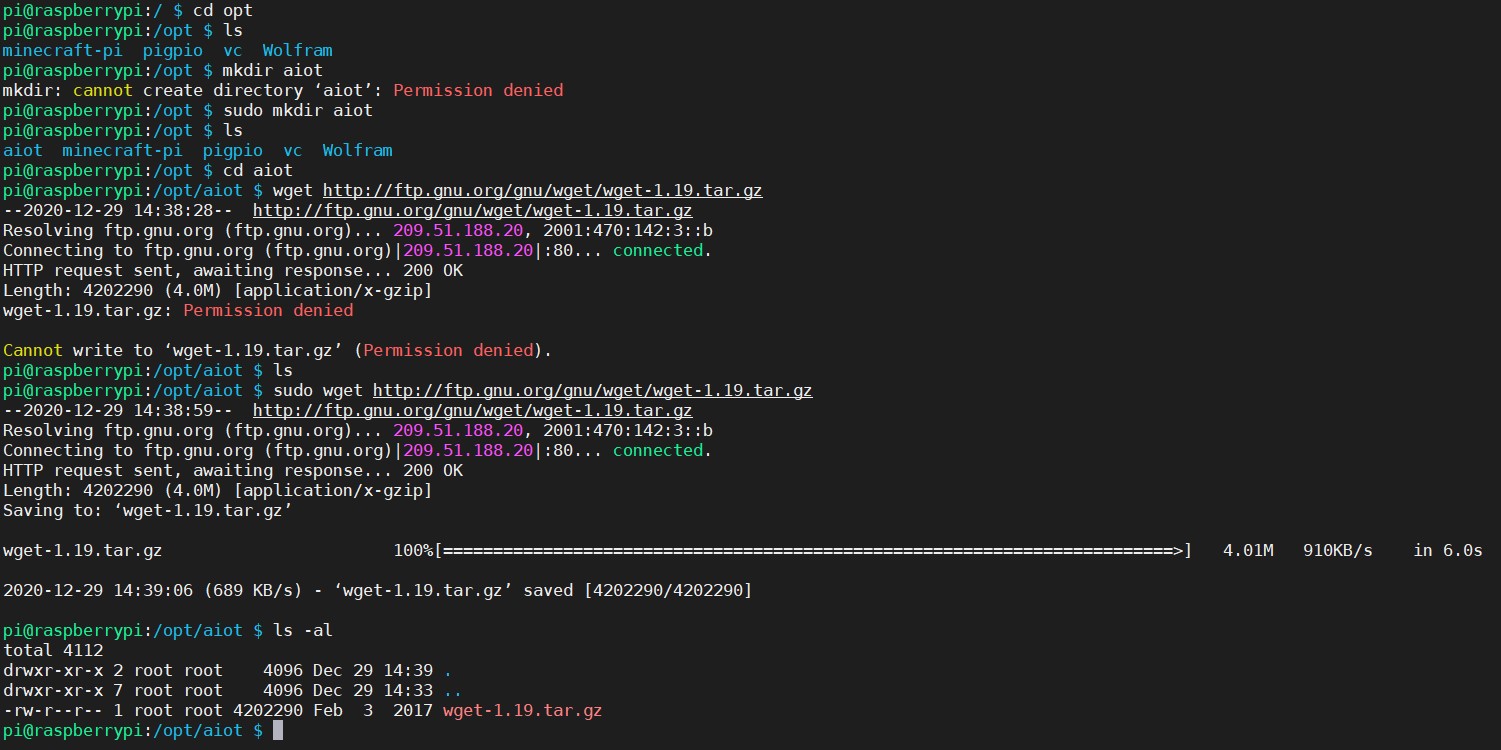 pi@raspberrypi:/ $ cd opt
pi@raspberrypi:/opt $ ls
minecraft-pi  pigpio  vc  Wolfram
pi@raspberrypi:/opt $ mkdir aiot
mkdir: cannot create directory ‘aiot’: Permission denied
pi@raspberrypi:/opt $ sudo mkdir aiot
pi@raspberrypi:/opt $ ls
aiot  minecraft-pi  pigpio  vc  Wolfram
pi@raspberrypi:/opt $ cd aiot
pi@raspberrypi:/opt/aiot $ wget http://ftp.gnu.org/gnu/wget/wget-1.19.tar.gz
--2020-12-29 14:38:28--  http://ftp.gnu.org/gnu/wget/wget-1.19.tar.gz
Resolving ftp.gnu.org (ftp.gnu.org)... 209.51.188.20, 2001:470:142:3::b
Connecting to ftp.gnu.org (ftp.gnu.org)|209.51.188.20|:80... connected.
HTTP request sent, awaiting response... 200 OK
Length: 4202290 (4.0M) [application/x-gzip]
wget-1.19.tar.gz: Permission denied
Cannot write to ‘wget-1.19.tar.gz’ (Permission denied).
pi@raspberrypi:/opt/aiot $ ls
pi@raspberrypi:/opt/aiot $ sudo wget http://ftp.gnu.org/gnu/wget/wget-1.19.tar.gz
--2020-12-29 14:38:59--  http://ftp.gnu.org/gnu/wget/wget-1.19.tar.gz
Resolving ftp.gnu.org (ftp.gnu.org)... 209.51.188.20, 2001:470:142:3::b
Connecting to ftp.gnu.org (ftp.gnu.org)|209.51.188.20|:80... connected.
HTTP request sent, awaiting response... 200 OK
Length: 4202290 (4.0M) [application/x-gzip]
Saving to: ‘wget-1.19.tar.gz’
wget-1.19.tar.gz                       100%[=========================================================================>]   4.01M   910KB/s    in 6.0s
2020-12-29 14:39:06 (689 KB/s) - ‘wget-1.19.tar.gz’ saved [4202290/4202290]
pi@raspberrypi:/opt/aiot $ ls -al
total 4112
drwxr-xr-x 2 root root    4096 Dec 29 14:39 .
drwxr-xr-x 7 root root    4096 Dec 29 14:33 ..
-rw-r--r-- 1 root root 4202290 Feb  3  2017 wget-1.19.tar.gz
pi@raspberrypi:/opt/aiot $